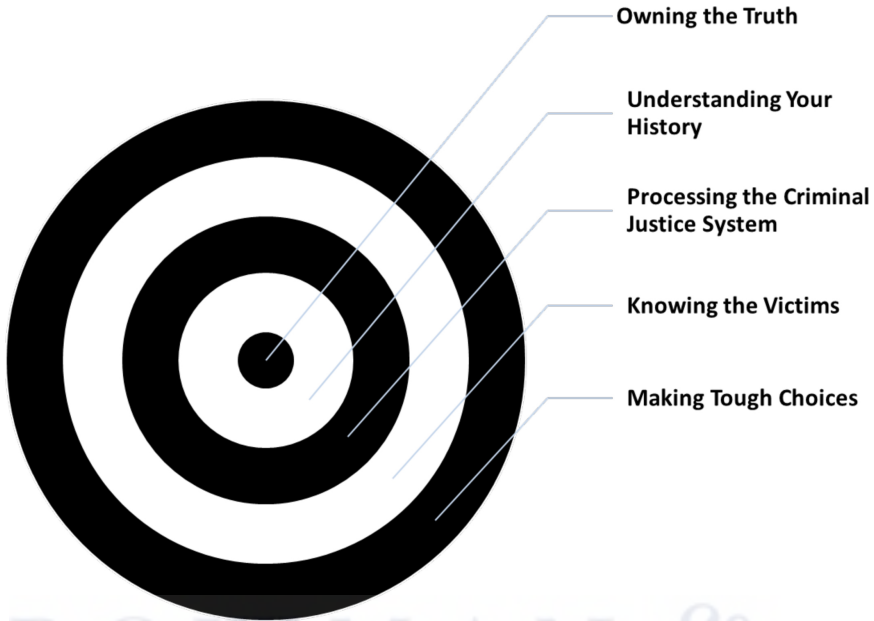 Owning the Truth
Understanding Your
History
Processing the Criminal
Justice System
Knowing the Victims
Making Tough Choices